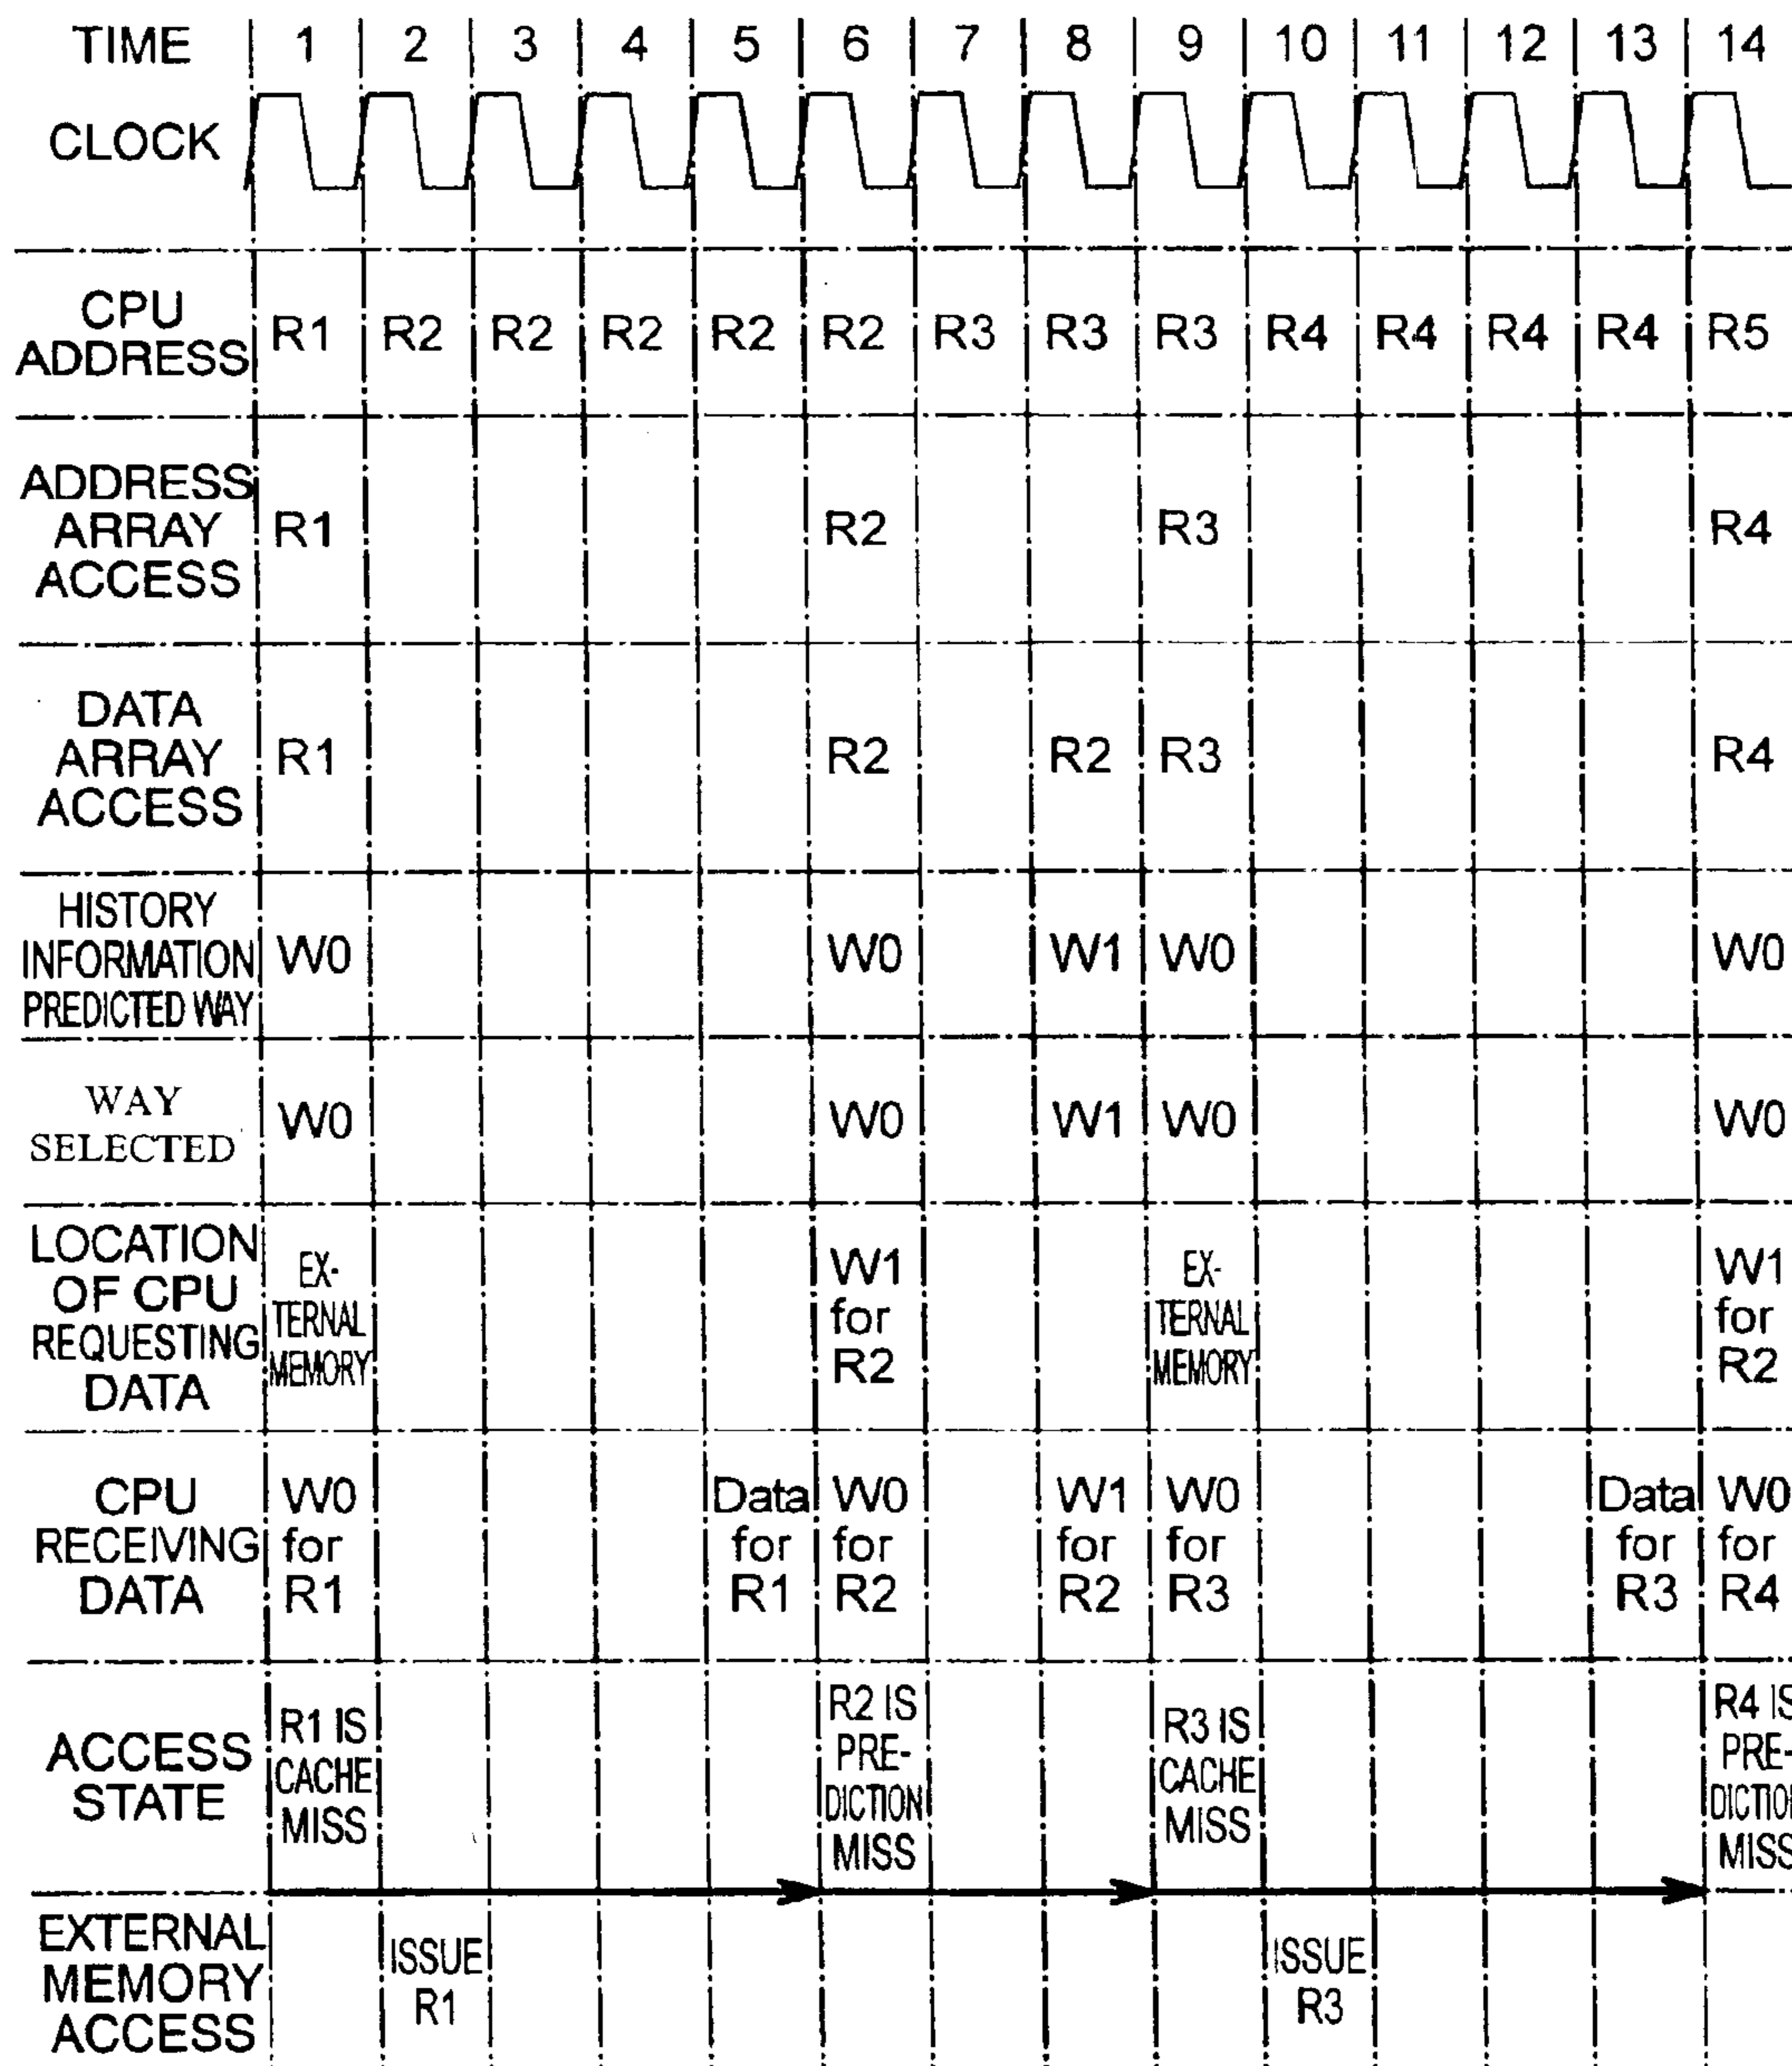 TIME 1 2 3 4 5 6 7 8 9 10 11 12 13 14
CLOCK
CPU
ADDRESS R1 R2 R2 R2 R2 R2 R3 R3 R3 R4 R4 R4 R4 R5
ADDRESS
ARRAY R1 R2 R3 R4
ACCESS
DATA
ARRAY R1 R2 R2 R3 R4
ACCESS
HISTORY
INFORMATION W0 W0 W1 W0 W0
PREDICTED WAY
WAY
SELECTED W0 W0 W1 W0 W0
LOCATION
OF CPU
REQUESTING
DATA
EX-
TERNAL
MEMORY
W1
for
R2
EX-
TERNAL
MEMORY
W1
for
R2
CPU
RECEIVING
DATA
W0
for
R1
Data
for
R1
W0
for
R2
W1
for
R2
W0
for
R3
Data
for
R3
W0
for
R4
ACCESS
STATE
R1 IS
CACHE
MISS
R2 IS
PRE-
DICTION
MISS
R3 IS
CACHE
MISS
R4 IS
PRE-
DICTION
MISS
EXTERNAL
MEMORY
ACCESS
ISSUE
R1
ISSUE
R3